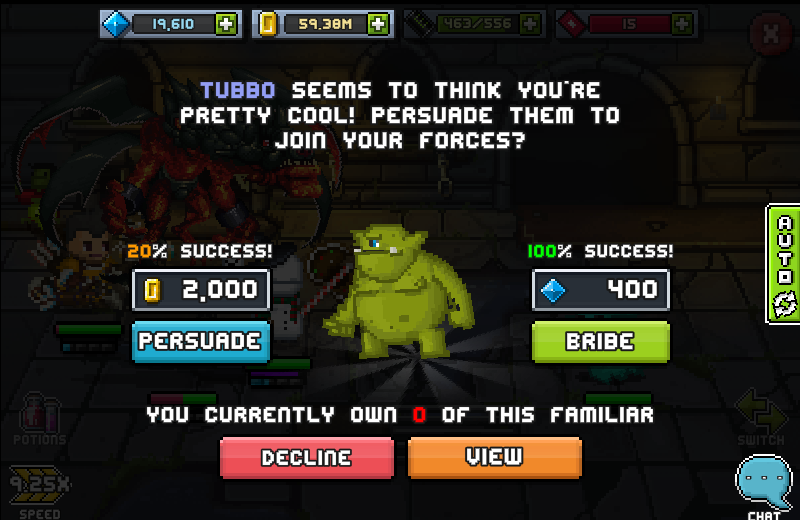 19,610
59.38M
463/556
15
X
TUBBO SEEMS TO THINK YOU'RE
PRETTY COOL! PERSUADE THEM TO
JOIN YOUR FORCES?
20% SUCCESS!
100% SUCCESS!
2,000
400
PERSUADE
BRIBE
AUTO
YOU CURRENTLY OWN 0 OF THIS FAMILIAR
DECLINE
VIEW
POTIONS
SWITCH
9.25X
SPEED
CHAT